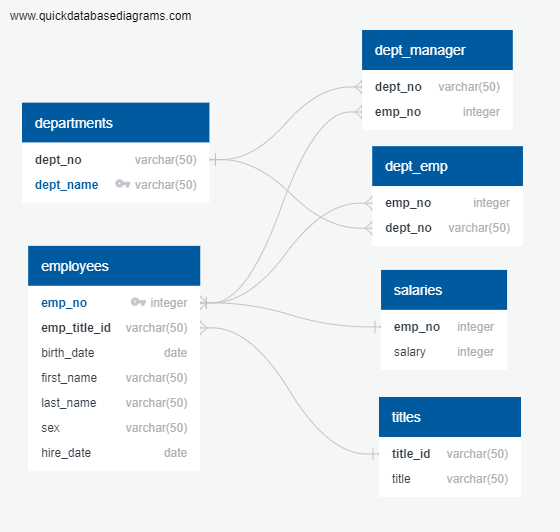 www.quickdatabasediagrams.com
departments
dept_no varchar(50)
dept_name varchar(50)
employees
emp_no integer
emp_title_id varchar(50)
birth_date date
first_name varchar(50)
last_name varchar(50)
sex varchar(50)
hire_date date
dept_manager
dept_no varchar(50)
emp_no integer
dept_emp
emp_no integer
dept_no varchar(50)
salaries
emp_no integer
salary integer
titles
title_id varchar(50)
title varchar(50)